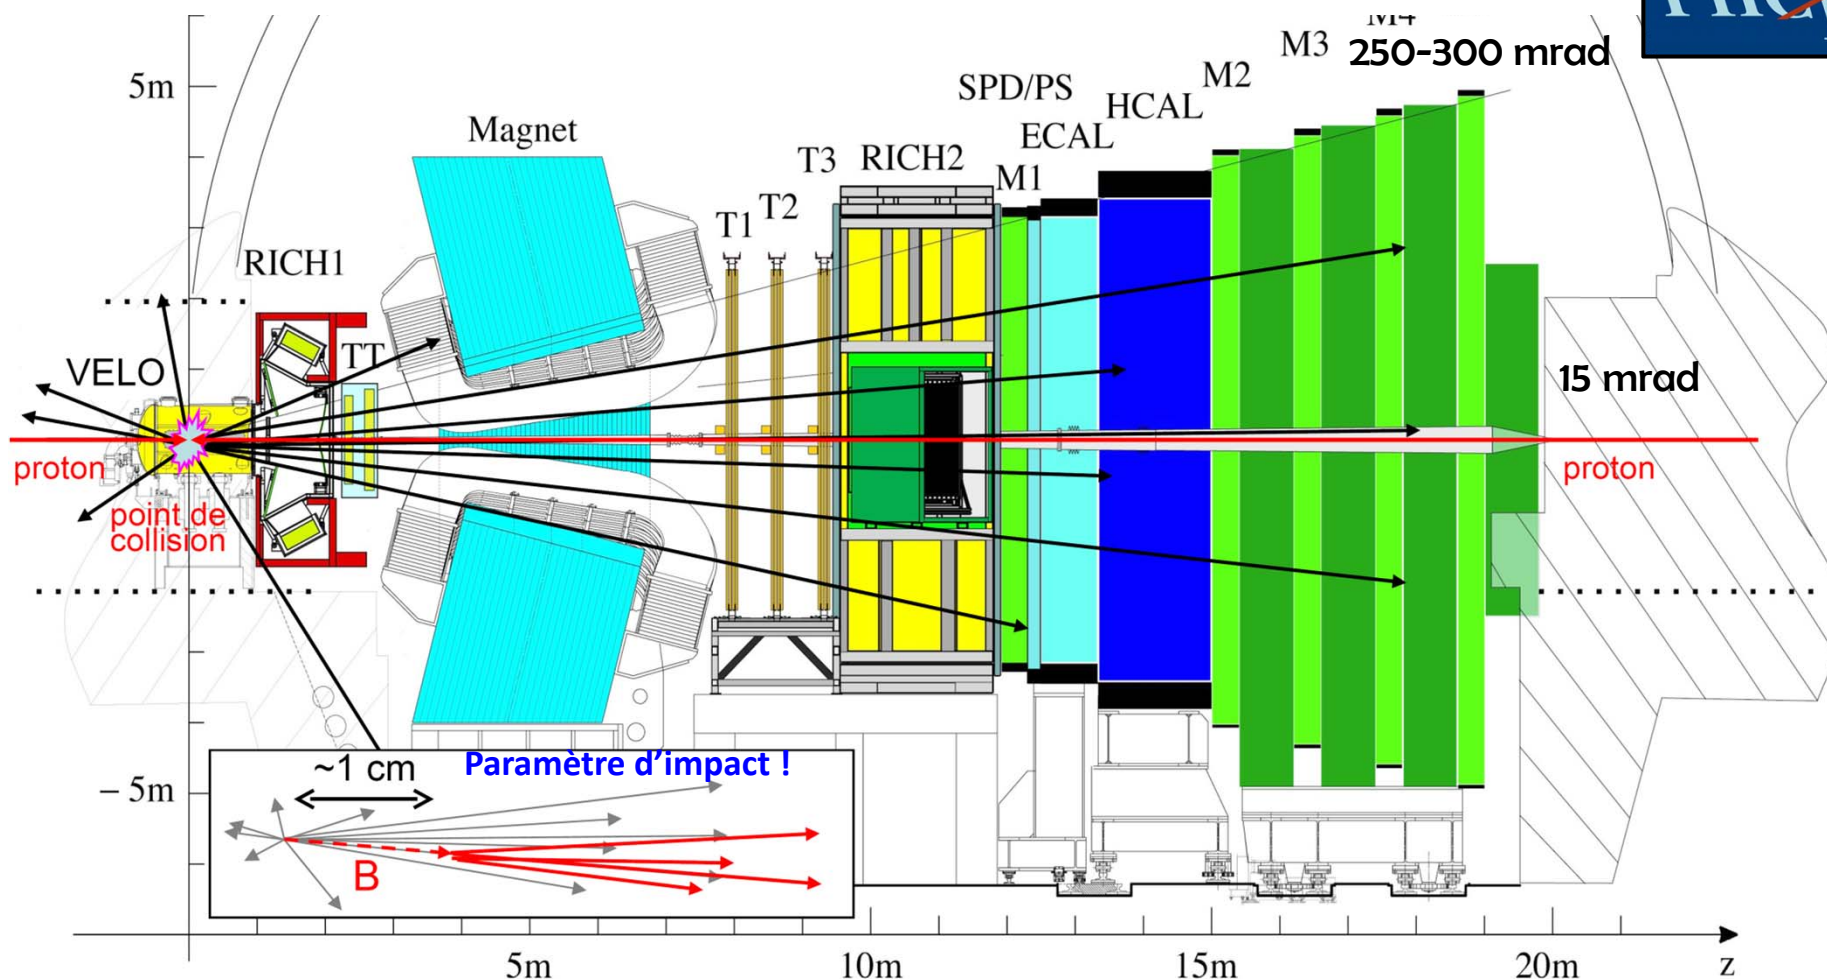 M4
250-300 mrad
M3
M2
5m
SPD/PS
HCAL
ECAL
Magnet
T3
RICH2
M1
T2
T1
RICH1
TT
VELO
15 mrad
proton
proton
point de
collision
~1 cm
Paramètre d'impact !
– 5m
B
5m
10m
15m
20m
z